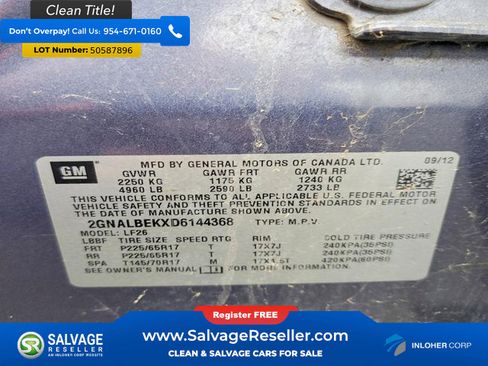 Clean Title!
Don't Overpay! Call Us: 954-671-0160
LOT Number: 50587896
GM
MFD BY GENERAL MOTORS OF CANADA LTD. 09/12
GVWR GAWR FRT GAWR RR
2250 KG 1175 KG 1240 KG
4960 LB 2590 LB 2733 LB
THIS VEHICLE CONFORMS TO ALL APPLICABLE U.S. FEDERAL MOTOR
VEHICLE SAFETY AND THEFT PREVENTION STANDARDS IN EFFECT ON
THE DATE OF MANUFACTURE SHOWN ABOVE.
2GNALBEKXD6144368 TYPE: M.P.V.
MODEL: LF26
TIRE SIZE SPEED RTG RIM COLD TIRE PRESSURE
FRT P225/65R17 T 17X7J 240KPA(35PSI)
RR P225/65R17 T 17X7J 240KPA(35PSI)
SPA T145/70R17 M 420KPA(60PSI)
SEE OWNER'S MANUAL FOR ADDITIONAL INFORMATION.
SALVAGE
RESELLER
AN INLOHER CORP WEBSITE
www.SalvageReseller.com
CLEAN & SALVAGE CARS FOR SALE
INLOHER CORP